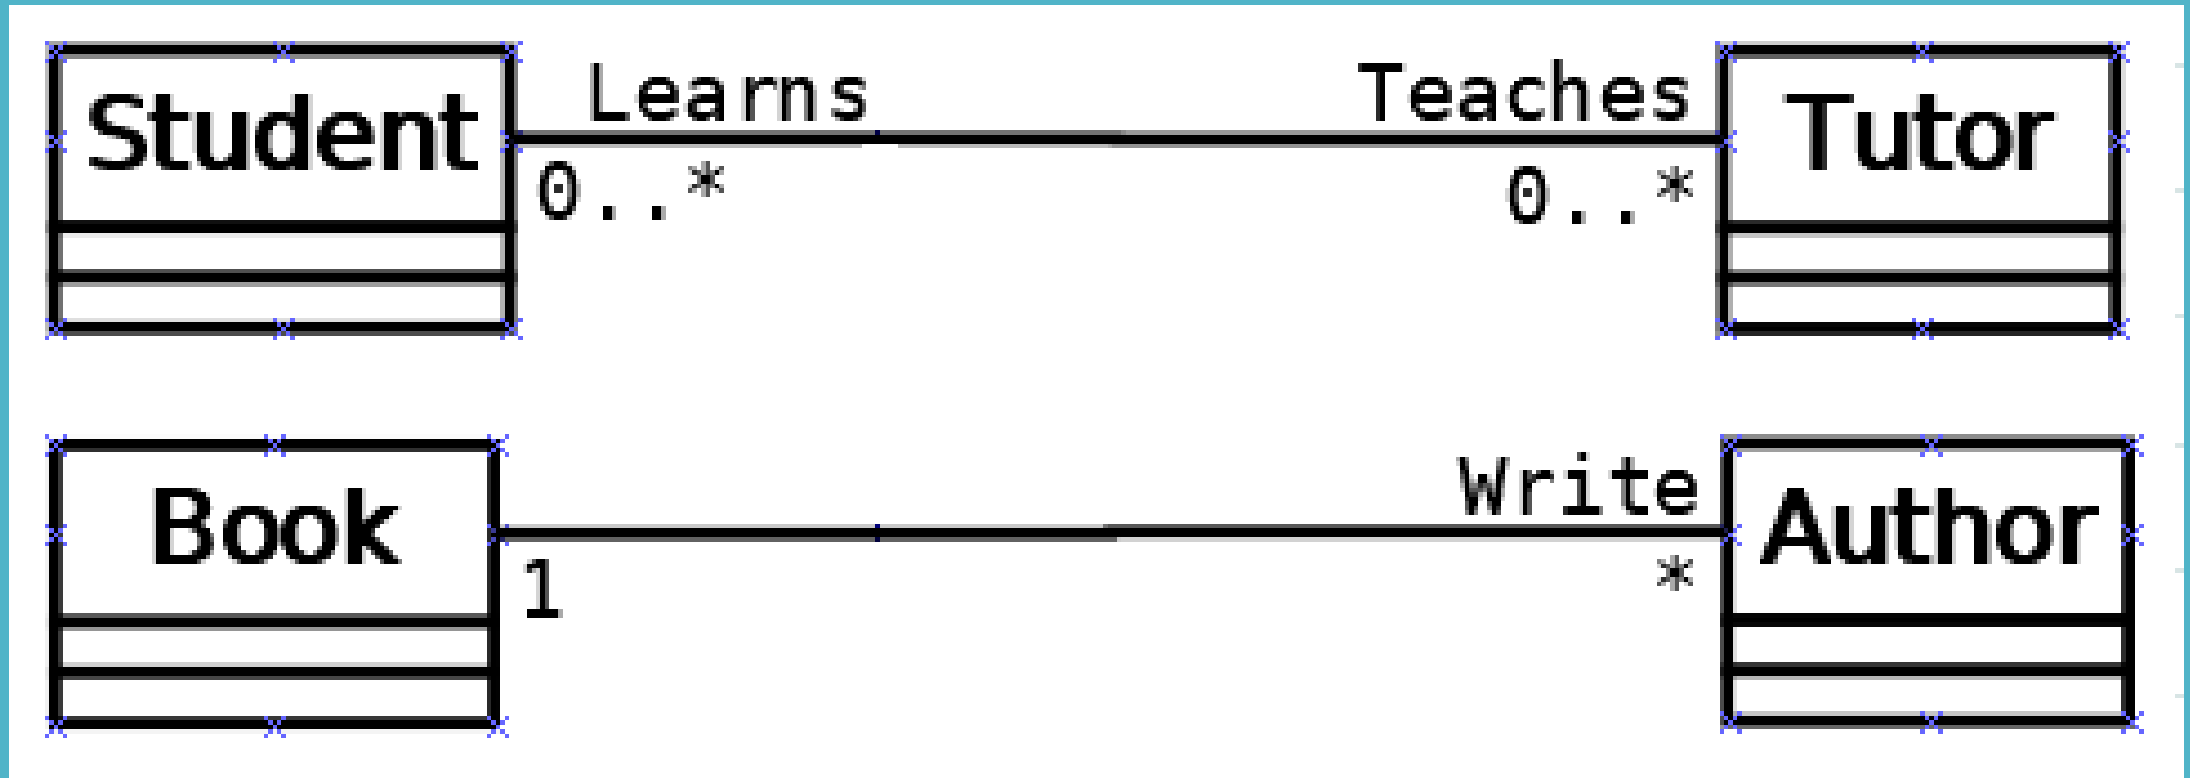 Student
Learns
0..*
Teaches
0..*
Tutor
Book
1
Write
*
Author